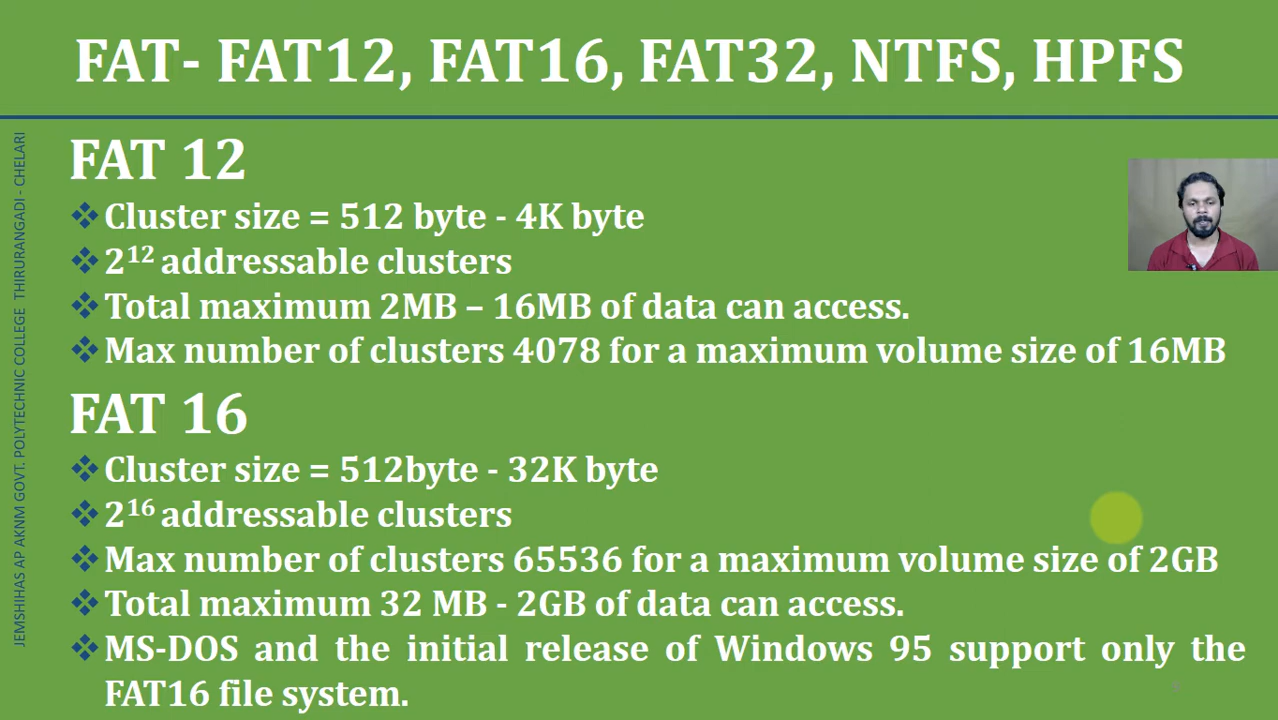 FAT- FAT12, FAT16, FAT32, NTFS, HPFS
JEMSHIHAS AP AKNM GOVT. POLYTECHNIC COLLEGE THIRURANGADI - CHELARI
FAT 12
❖ Cluster size = 512 byte - 4K byte
❖ 2¹² addressable clusters
❖ Total maximum 2MB – 16MB of data can access.
❖ Max number of clusters 4078 for a maximum volume size of 16MB
FAT 16
❖ Cluster size = 512byte - 32K byte
❖ 2¹⁶ addressable clusters
❖ Max number of clusters 65536 for a maximum volume size of 2GB
❖ Total maximum 32 MB - 2GB of data can access.
❖ MS-DOS and the initial release of Windows 95 support only the
FAT16 file system.